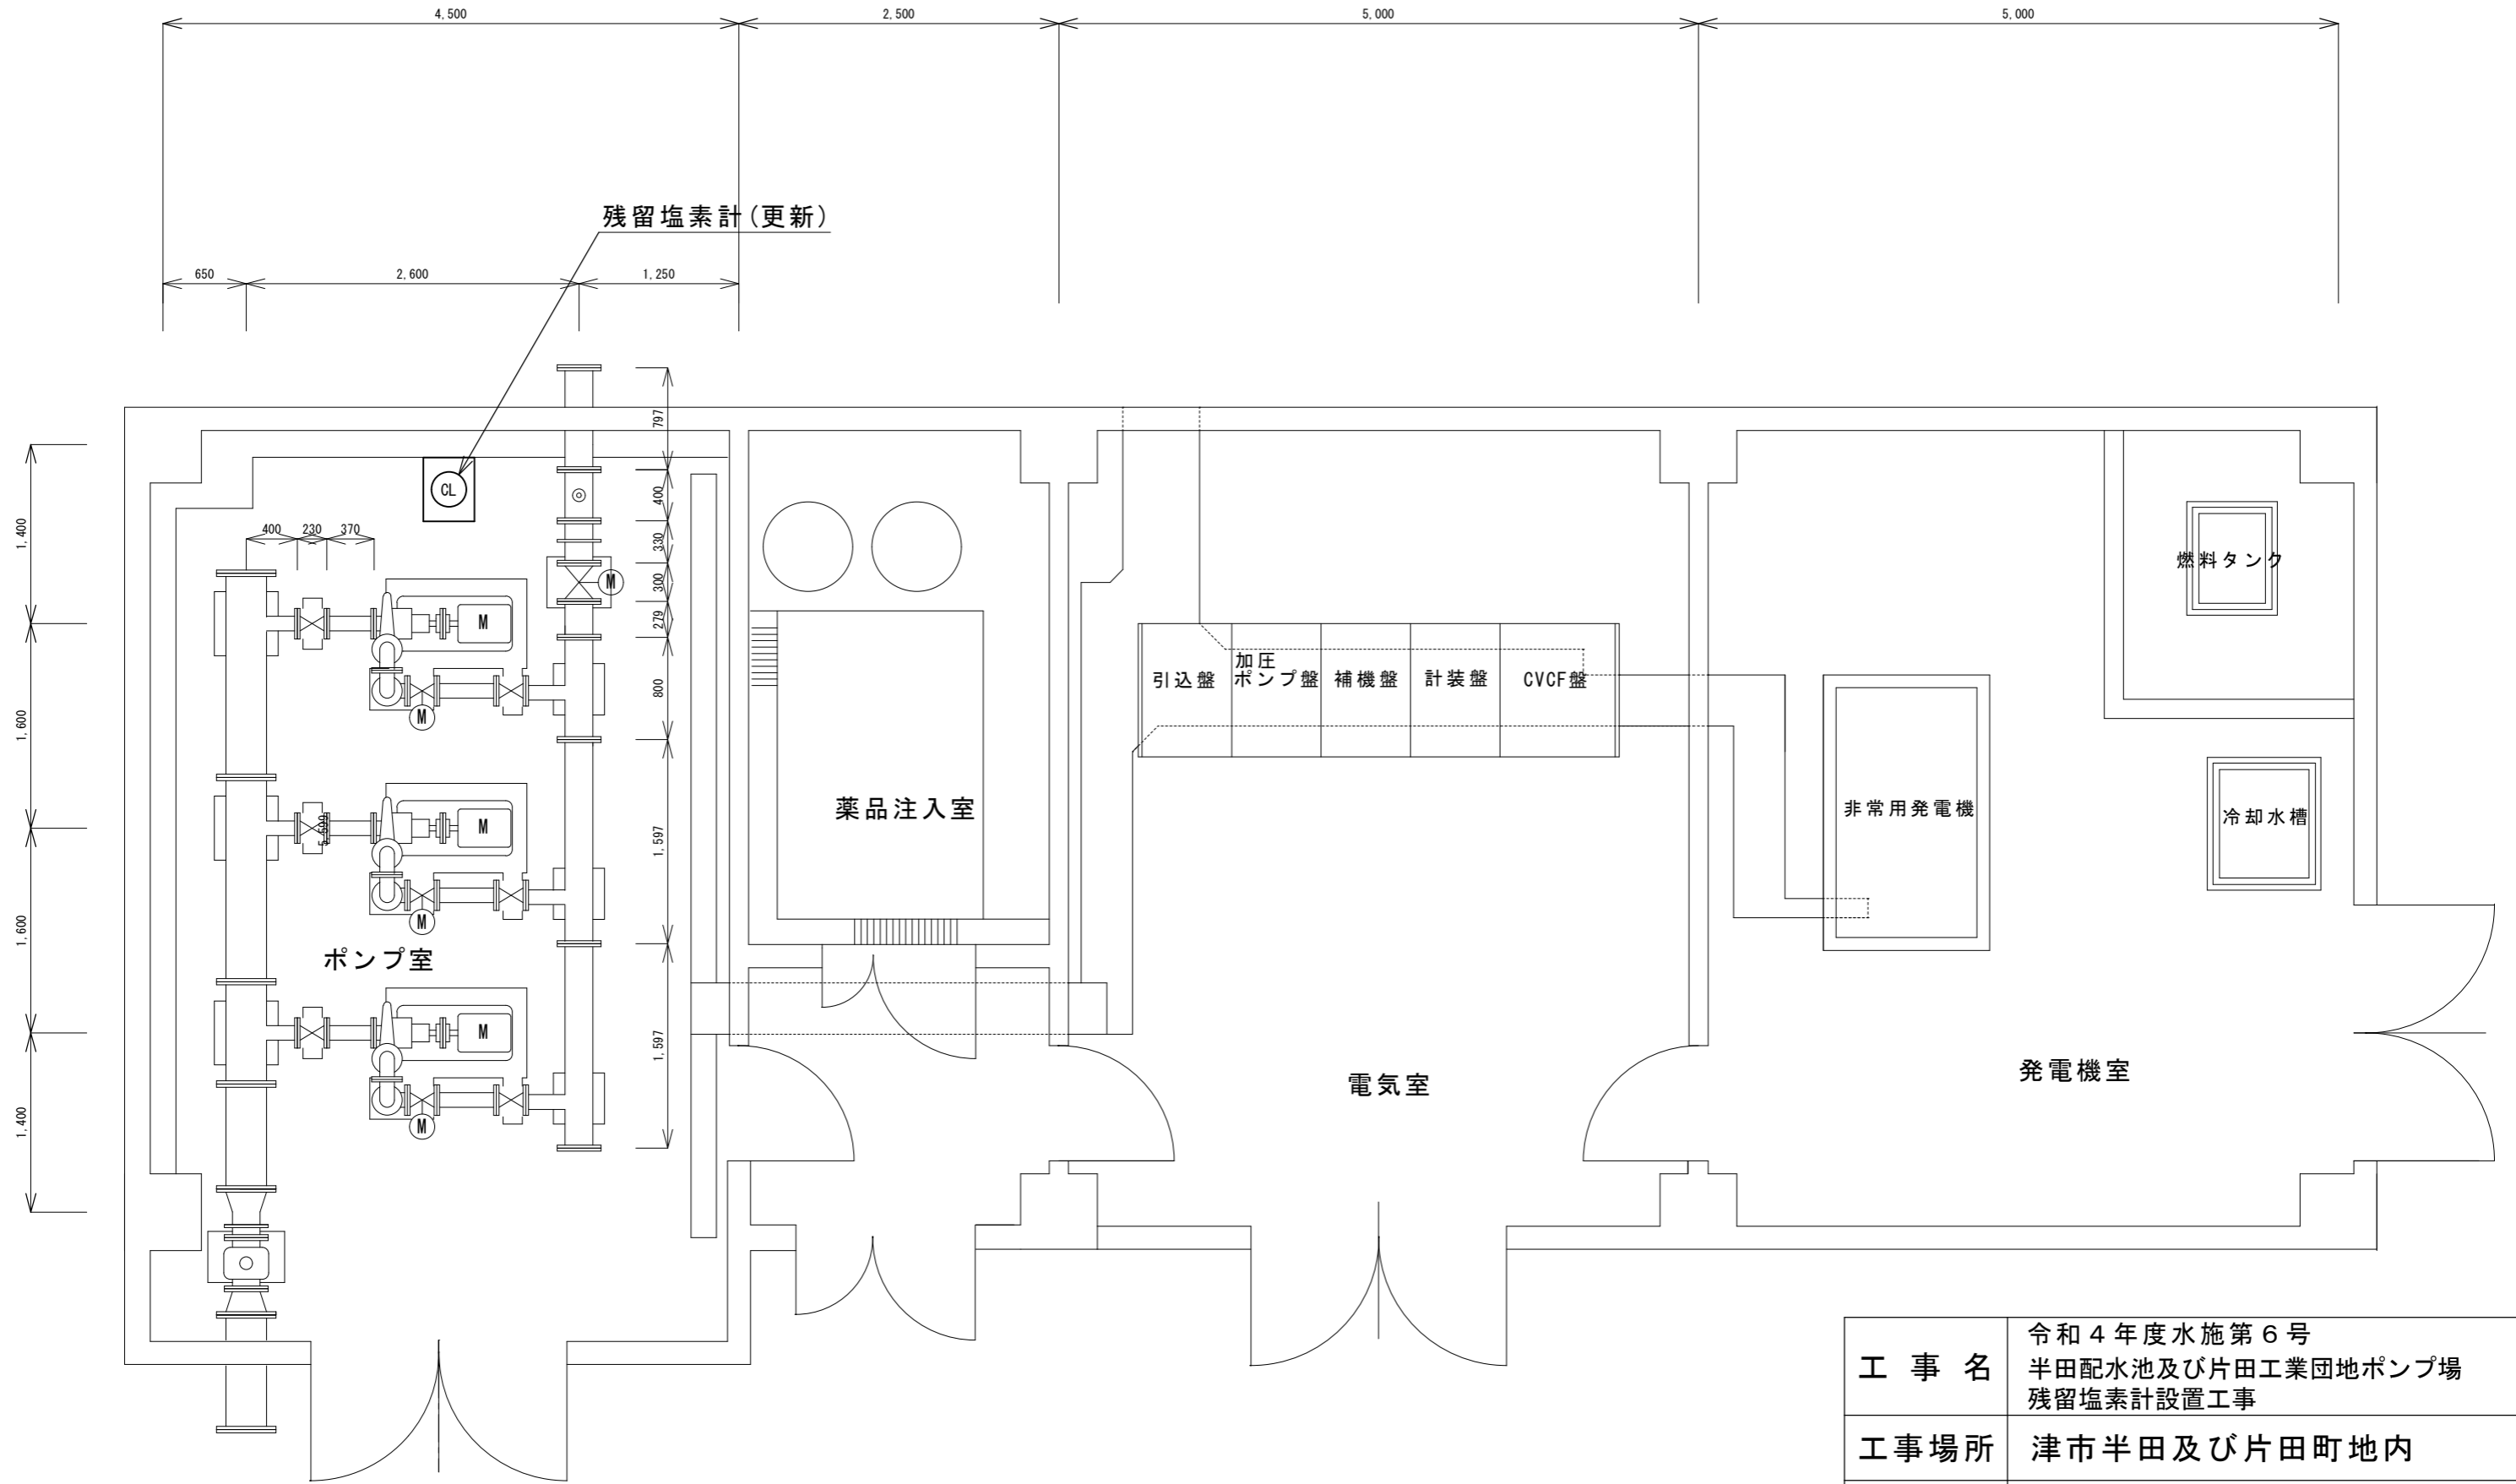 4,500
2,500
5,000
5,000
残留塩素計(更新)
650
2,600
1,250
797
CL
400
1,400
400
230
370
330
M
300
279
M
燃料タンク
引込盤
加圧
ポンプ盤
補機盤
計装盤
CVCF盤
800
M
1,600
薬品注入室
非常用発電機
冷却水槽
M
5,699
1,597
M
1,600
ポンプ室
M
1,597
電気室
発電機室
1,400
M
工事名
令和4年度水施第6号
半田配水池及び片田工業団地ポンプ場
残留塩素計設置工事
工事場所
津市半田及び片田町地内